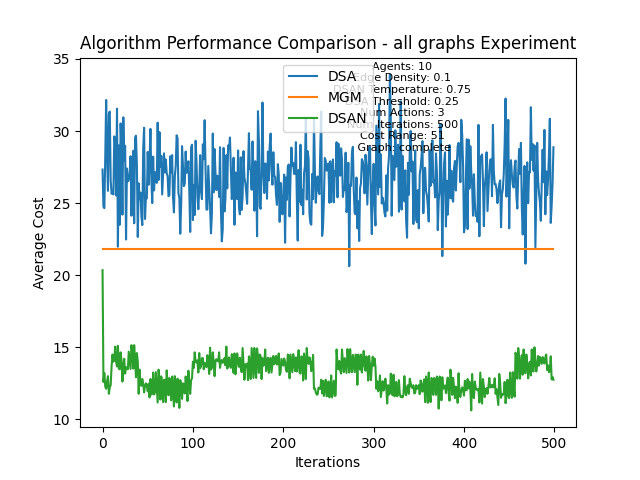 Algorithm Performance Comparison - all graphs Experiment
35
30
25
20
15
10
Average Cost
DSA
MGM
DSAN
Agents: 10
Edge Density: 0.1
DSAN Temperature: 0.75
DSA Threshold: 0.25
Num Actions: 3
Num Iterations: 500
Cost Range: 51
Graph: complete
0
100
200
300
400
500
Iterations